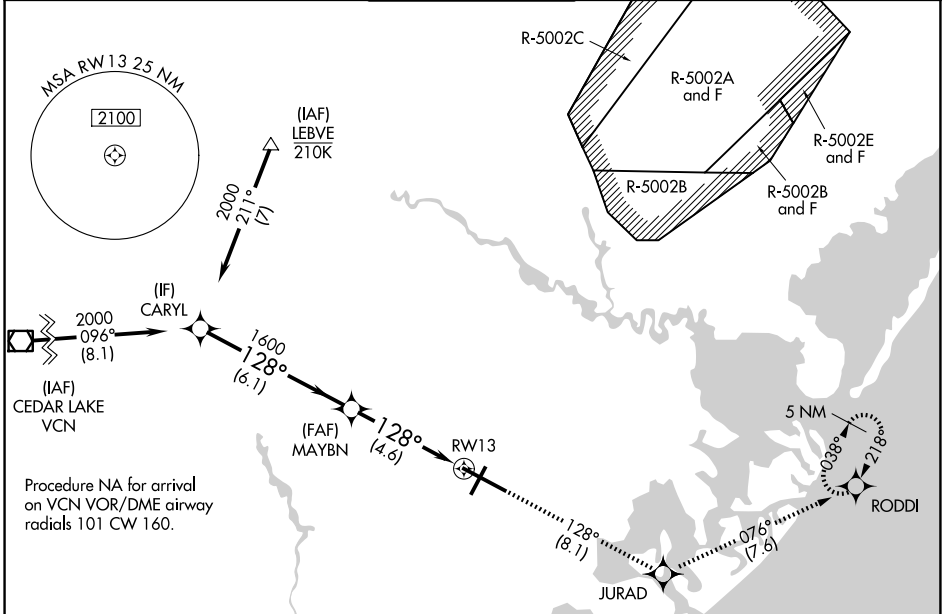 MSA RW13 25 NM
2100
(IAF)
LEBVE
210K
2000
211°
(7)
R-5002C
R-5002A
and F
R-5002E
and F
R-5002B
R-5002B
and F
(IF)
CARYL
2000
096°
(8.1)
(IAF)
CEDAR LAKE
VCN
1600
128°
(6.1)
(FAF)
MAYBN
128°
(4.6)
RW13
5 NM
038°
218°
RODDI
Procedure NA for arrival
on VCN VOR/DME airway
radials 101 CW 160.
128°
(8.1)
076°
(7.6)
JURAD